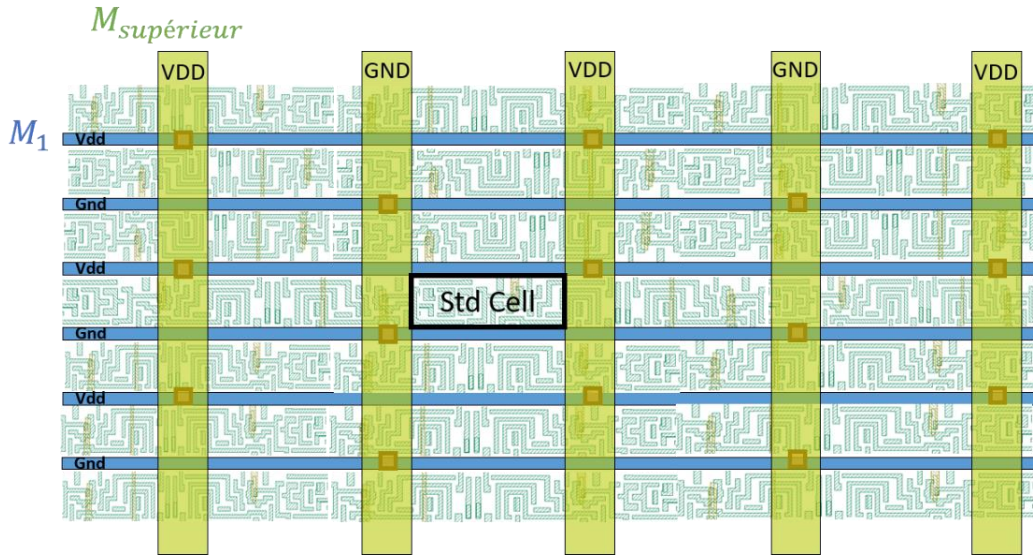 M_supérieur
VDD GND VDD GND VDD
M_1
Vdd
Gnd
Vdd
Std Cell
Gnd
Vdd
Gnd